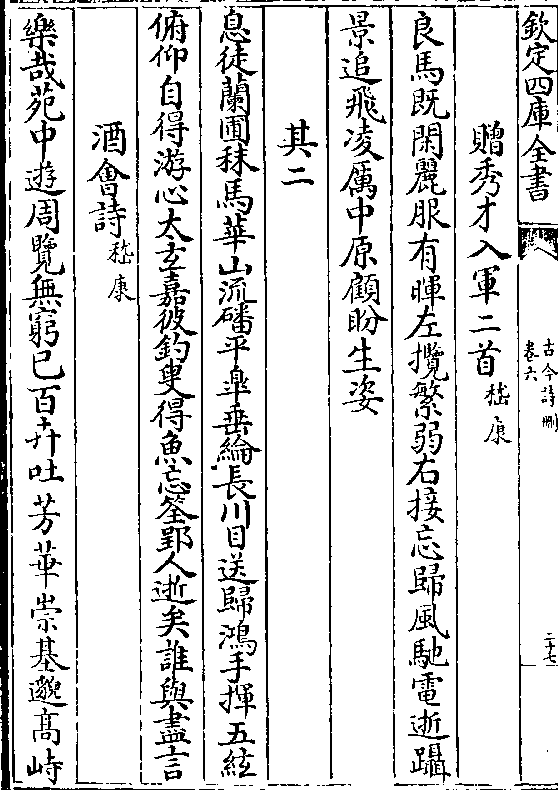 欽定四庫全書
古今詩刪
卷六
二十七
贈秀才入軍二首嵇康
良馬既閑麗服有暉左攬繁弱右接忘歸風馳電逝躡
景追飛凌厲中原顧盼生姿
其二
息徒蘭圃秣馬華山流磻平臯垂綸長川目送歸鴻手揮五絃
俯仰自得游心太玄嘉彼釣叟得魚忘筌郢人逝矣誰與盡言
酒會詩嵇康
樂哉苑中遊周覽無窮已百卉吐芳華崇基邈高峙